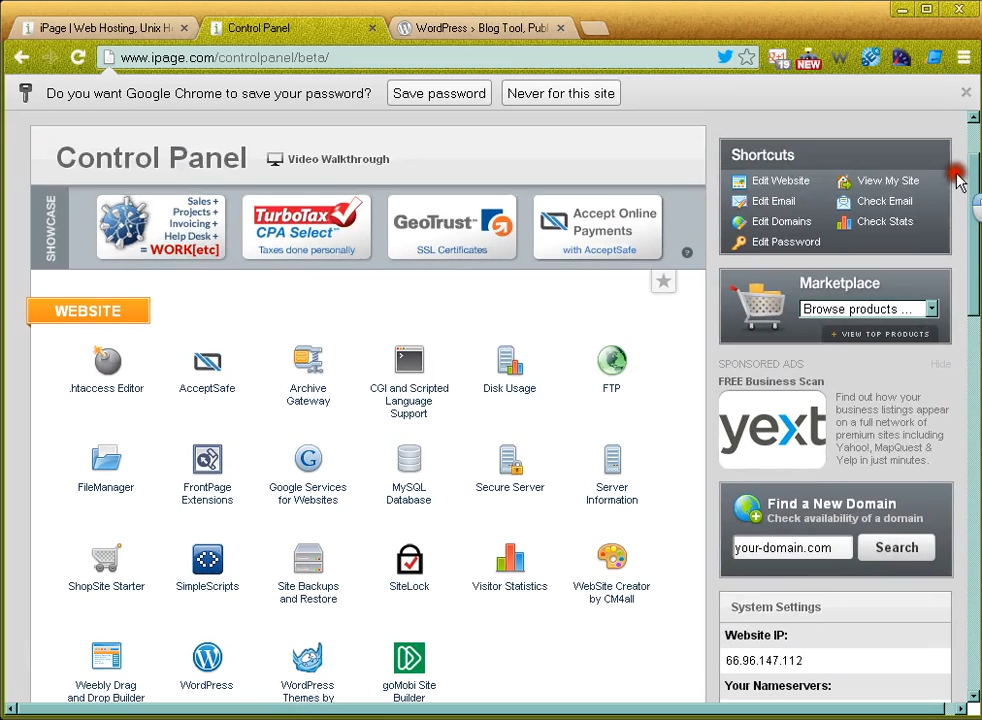 iPage | Web Hosting, Unix H
Control Panel
WordPress › Blog Tool, Publ
www.ipage.com/controlpanel/beta/
19
NEW
Do you want Google Chrome to save your password?
Save password
Never for this site
Control Panel
Video Walkthrough
SHOWCASE
Sales +
Projects +
Invoicing +
Help Desk +
= WORK[etc]
TurboTax
CPA Select
Taxes done personally
GeoTrust
SSL Certificates
Accept Online
Payments
with AcceptSafe
?
WEBSITE
.htaccess Editor
AcceptSafe
Archive
Gateway
CGI and Scripted
Language
Support
Disk Usage
FTP
FileManager
FrontPage
Extensions
Google Services
for Websites
MySQL
Database
Secure Server
Server
Information
ShopSite Starter
SimpleScripts
Site Backups
and Restore
SiteLock
Visitor Statistics
WebSite Creator
by CM4all
Weebly Drag
and Drop Builder
WordPress
WordPress
Themes by
goMobi Site
Builder
Shortcuts
Edit Website
View My Site
Edit Email
Check Email
Edit Domains
Check Stats
Edit Password
Marketplace
Browse products ...
+ VIEW TOP PRODUCTS
SPONSORED ADS
Hide
FREE Business Scan
yext
Find out how your
business listings appear
on a full network of
premium sites including
Yahoo!, MapQuest &
Yelp in just minutes.
Find a New Domain
Check availability of a domain
your-domain.com
Search
System Settings
Website IP:
66.96.147.112
Your Nameservers: